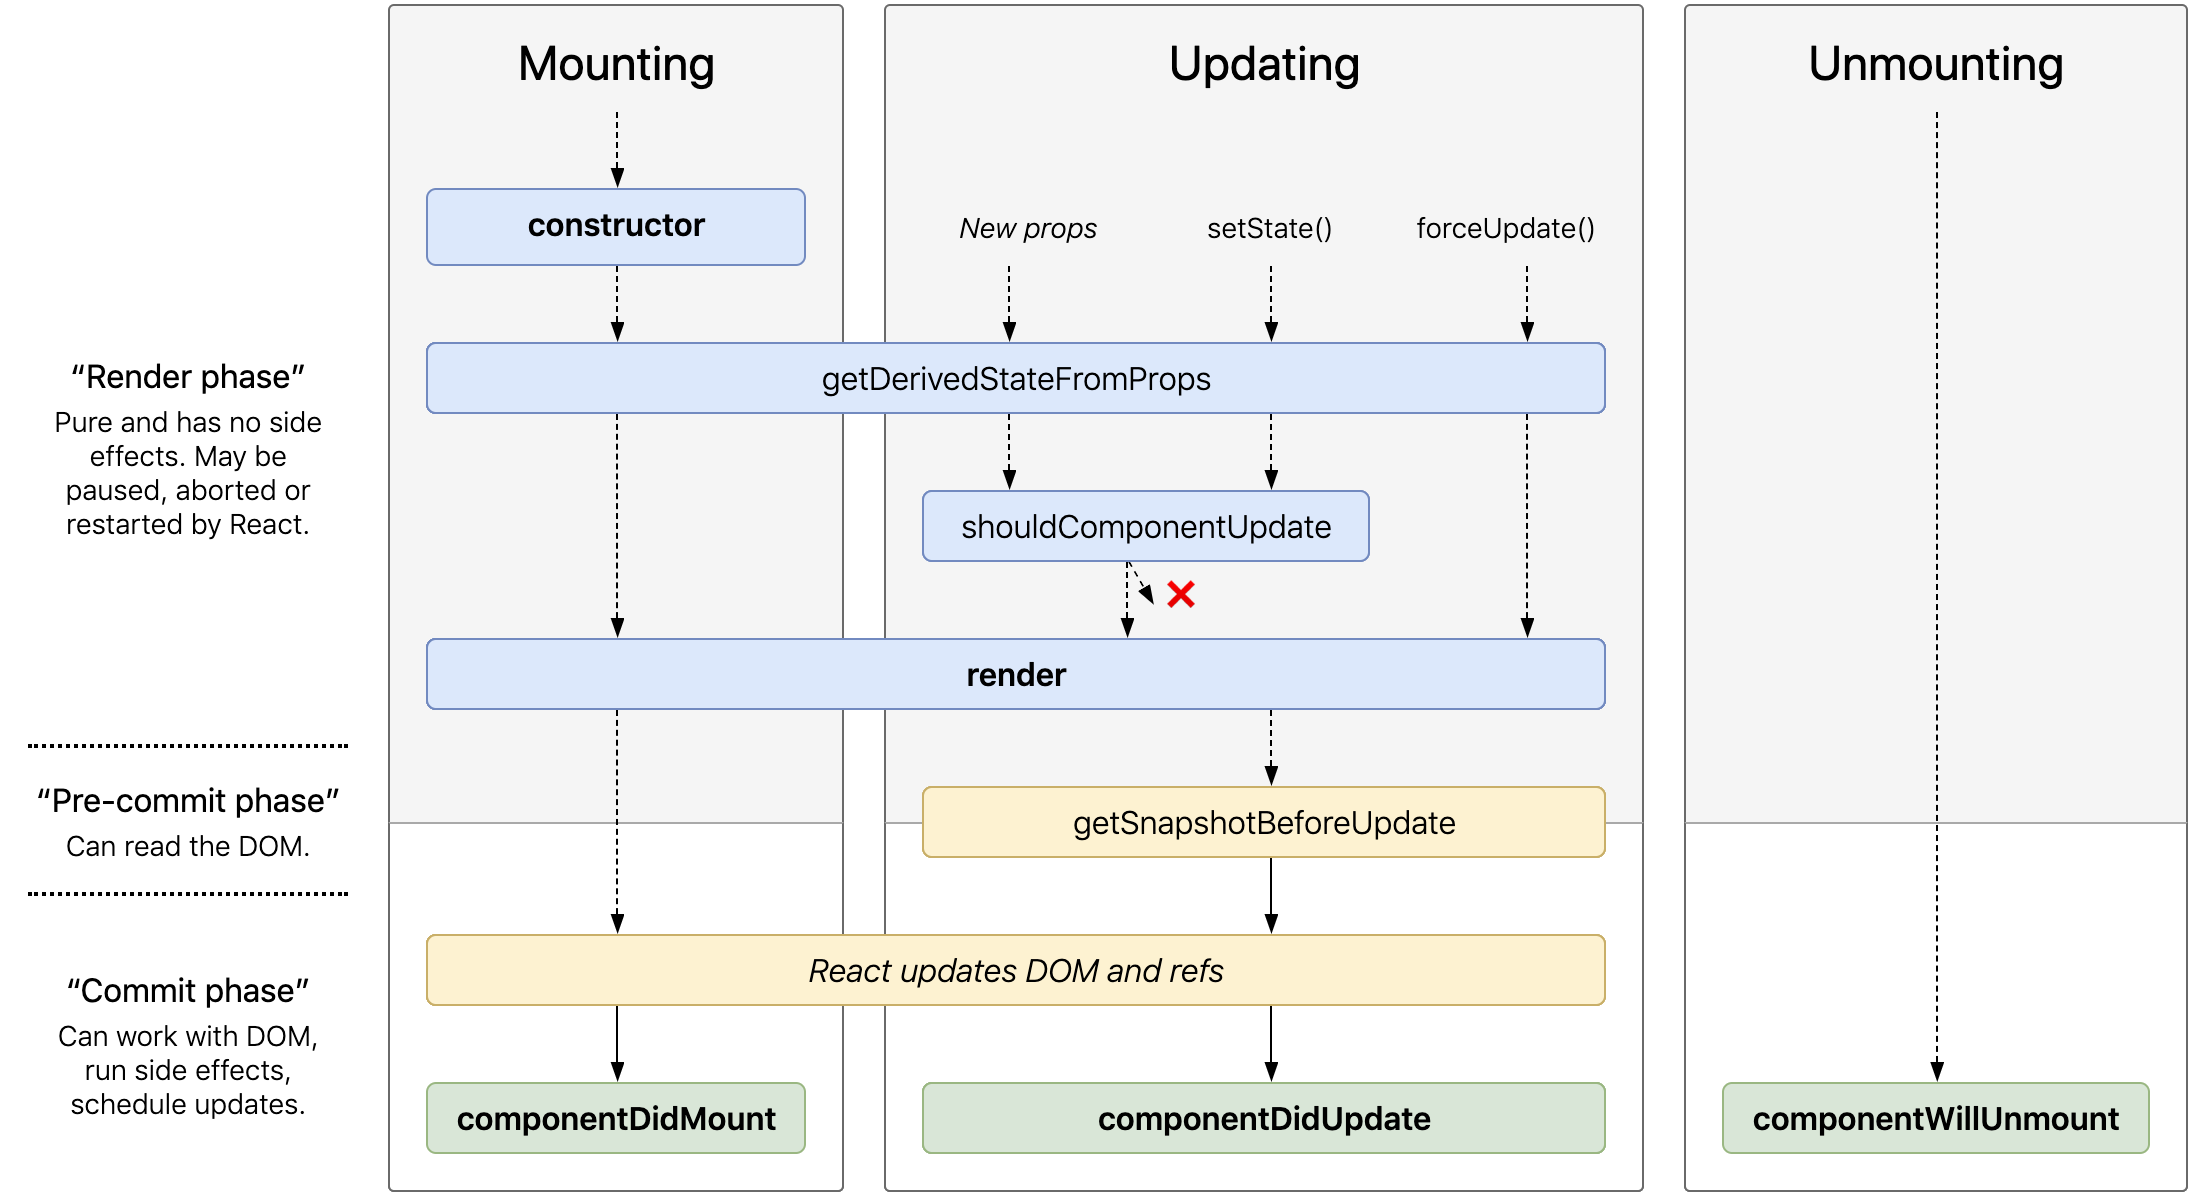 Mounting
Updating
Unmounting
constructor
New props
setState()
forceUpdate()
“Render phase”
Pure and has no side
effects. May be
paused, aborted or
restarted by React.
getDerivedStateFromProps
shouldComponentUpdate
render
“Pre-commit phase”
Can read the DOM.
getSnapshotBeforeUpdate
“Commit phase”
Can work with DOM,
run side effects,
schedule updates.
React updates DOM and refs
componentDidMount
componentDidUpdate
componentWillUnmount